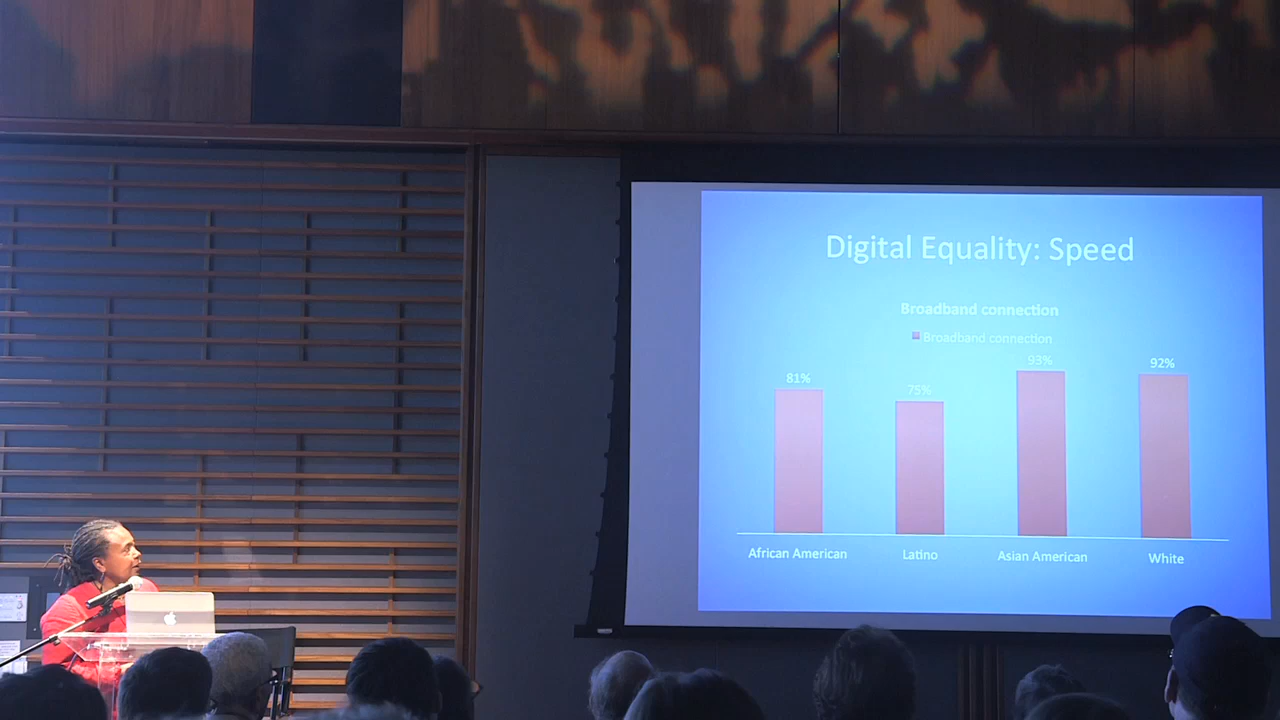 Digital Equality: Speed
Broadband connection
Broadband connection
81%
75%
93%
92%
African American
Latino
Asian American
White